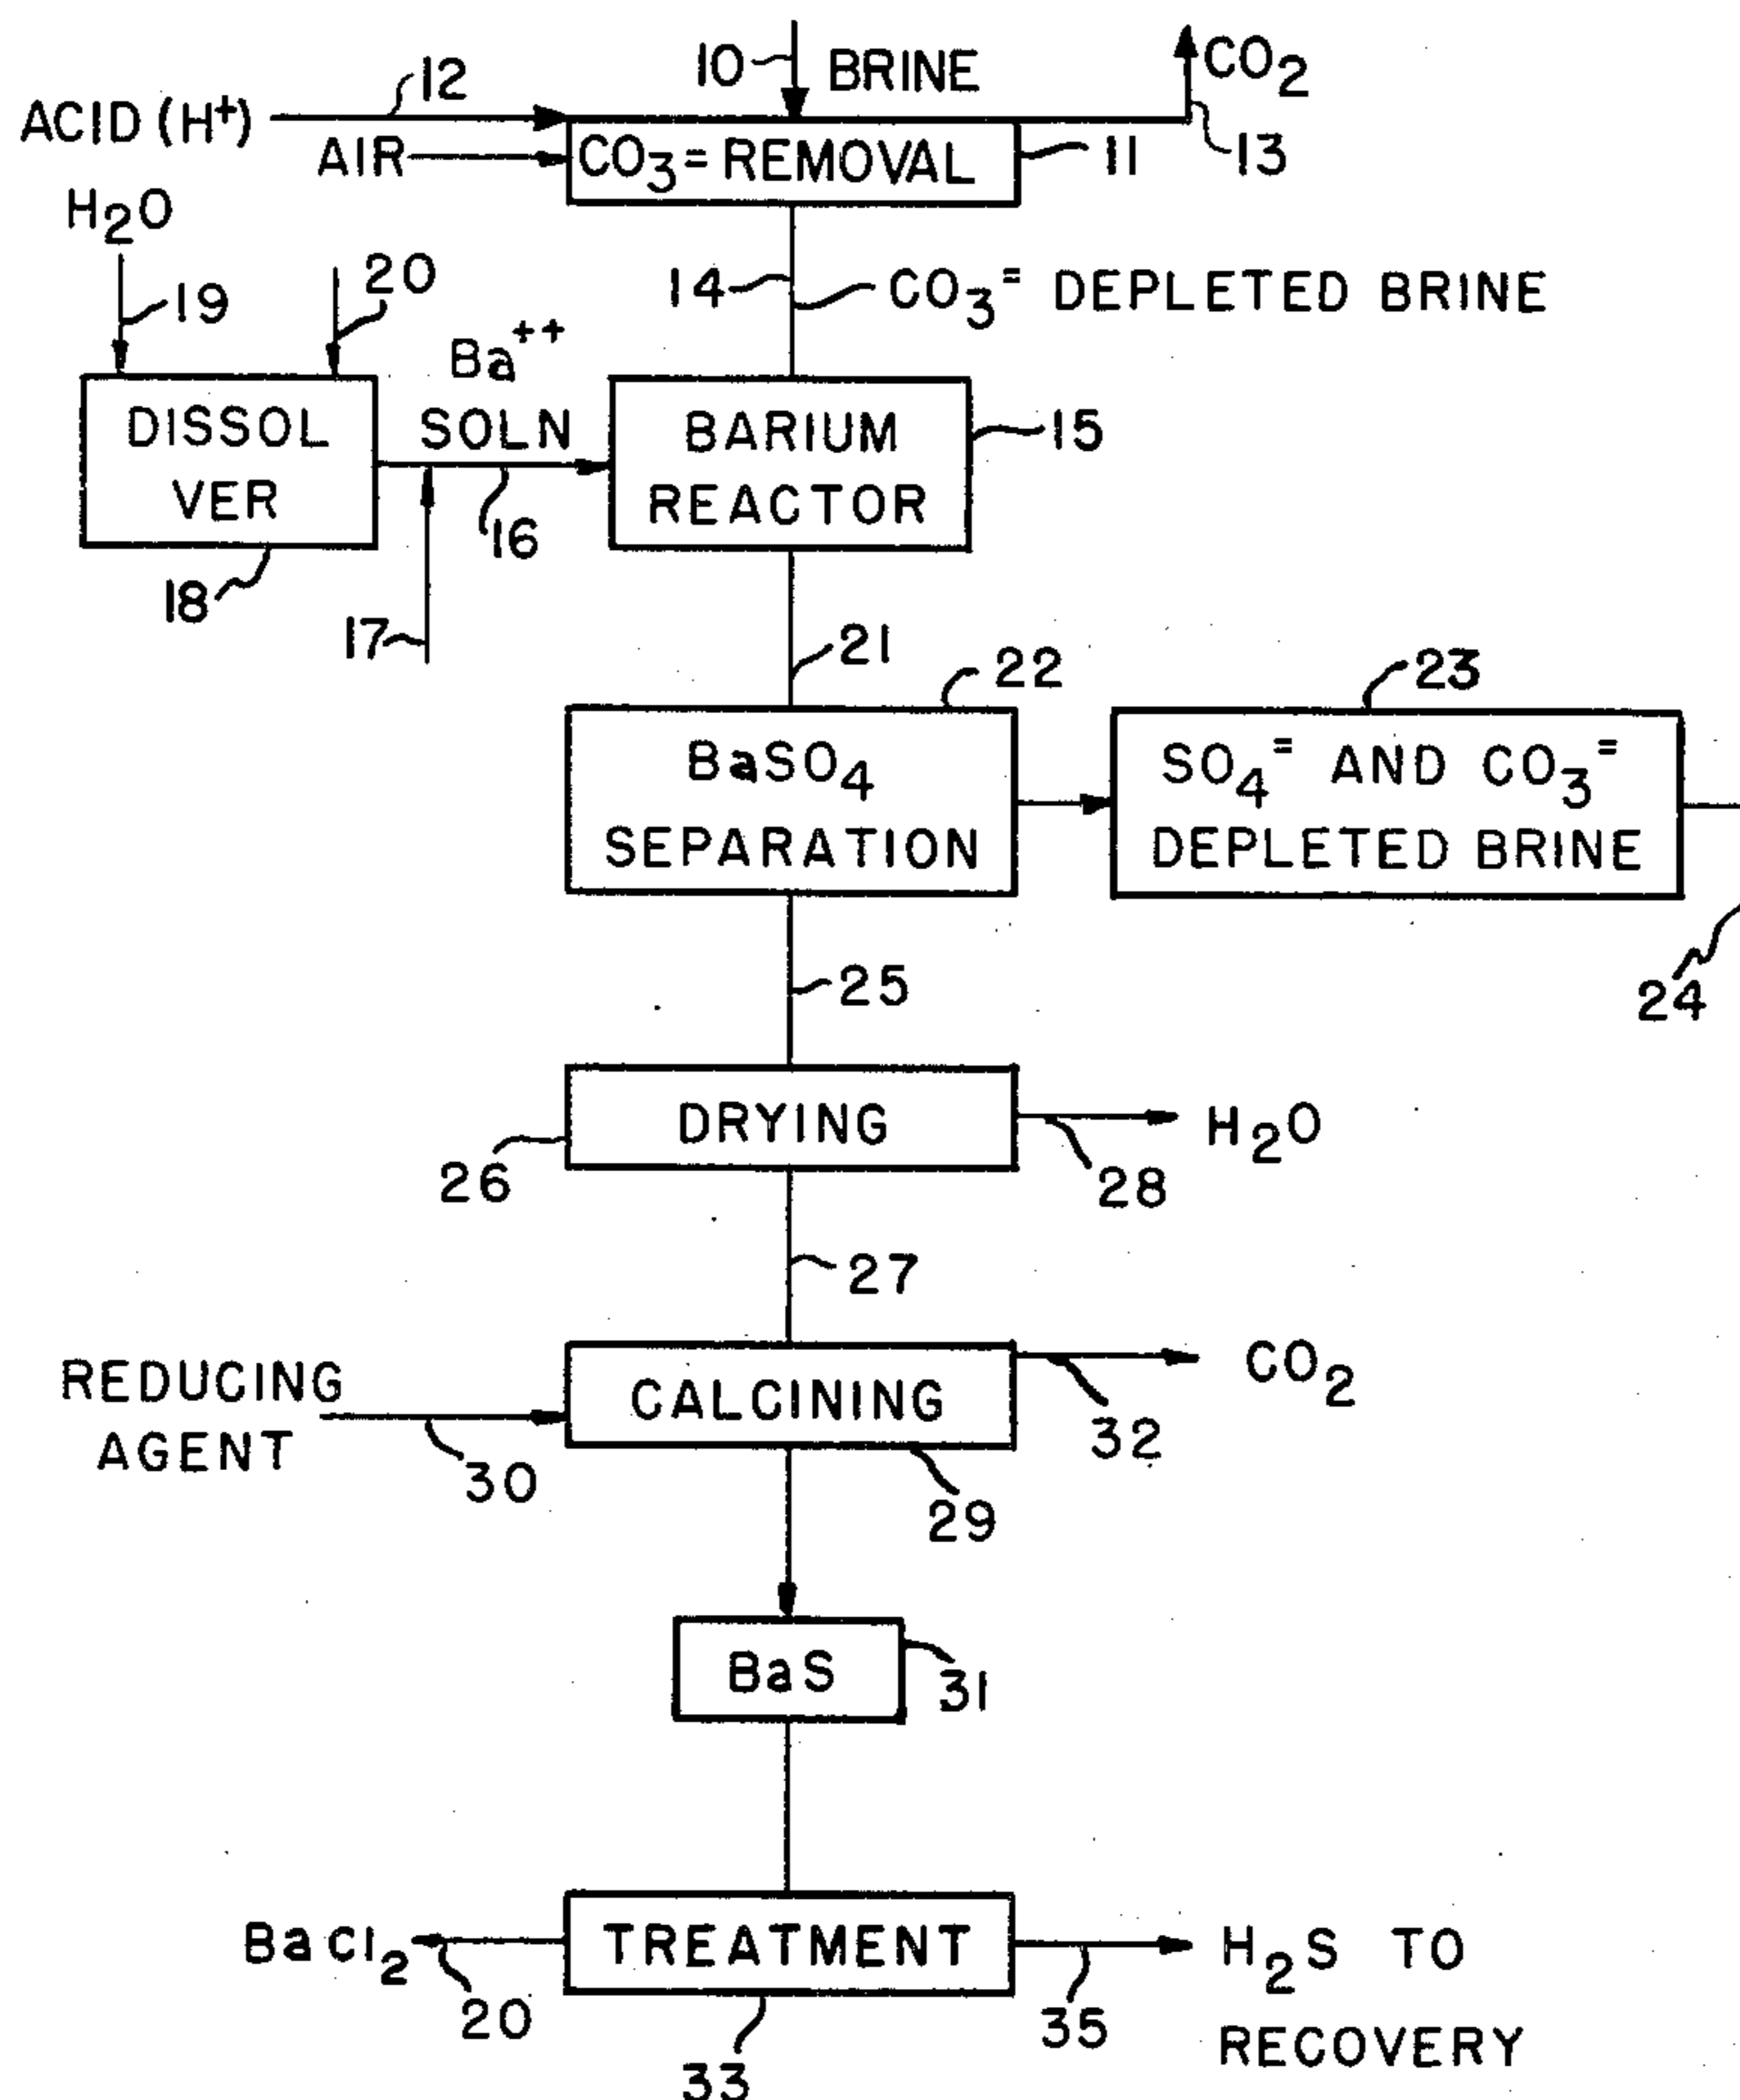 10 BRINE
CO₂
12
ACID (H⁺)
AIR
CO₃⁼ REMOVAL
11
13
H₂O
14
CO₃⁼ DEPLETED BRINE
19
20
Ba⁺⁺
SOLN
DISSOL
VER
BARIUM
REACTOR
15
16
18
17
21
22
23
BaSO₄
SEPARATION
SO₄⁼ AND CO₃⁼
DEPLETED BRINE
24
25
DRYING
H₂O
26
28
27
REDUCING
AGENT
CALCINING
CO₂
30
32
29
BaS
31
BaCl₂
TREATMENT
H₂S TO
RECOVERY
20
35
33